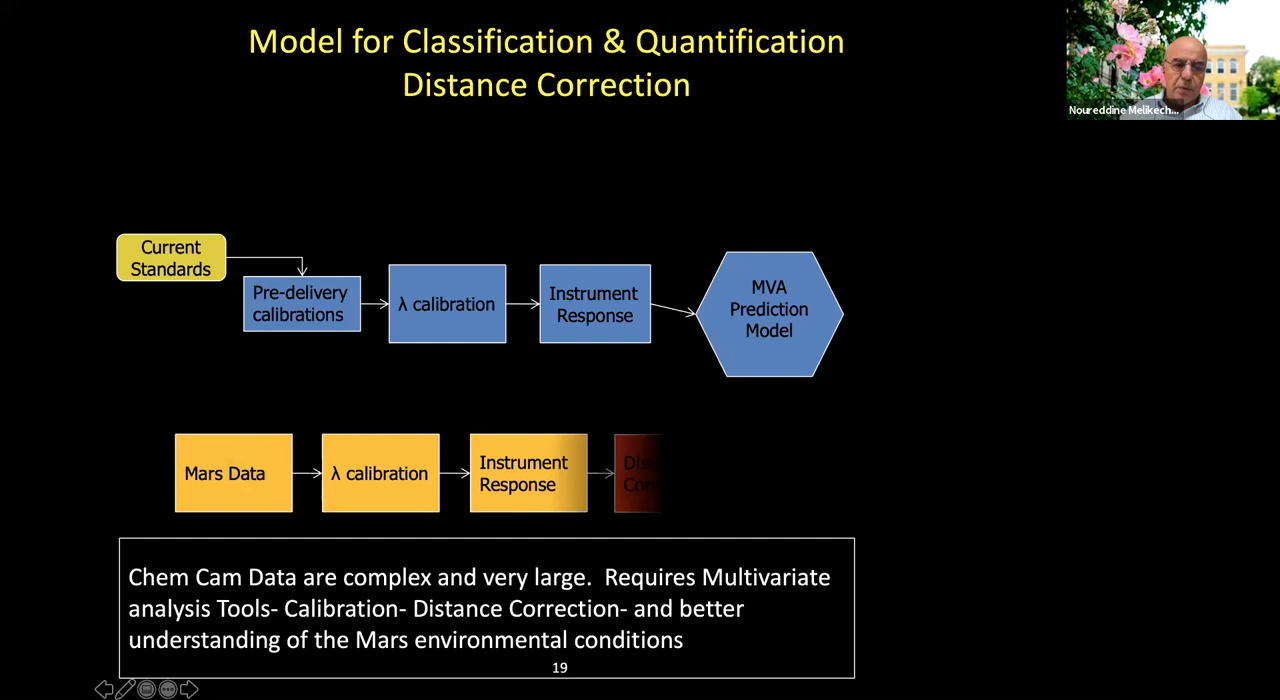 Model for Classification & Quantification
Distance Correction
Noureddine Melikech...
Current
Standards
Pre-delivery
calibrations
λ calibration
Instrument
Response
MVA
Prediction
Model
Mars Data
λ calibration
Instrument
Response
Chem Cam Data are complex and very large. Requires Multivariate
analysis Tools- Calibration- Distance Correction- and better
understanding of the Mars environmental conditions
19